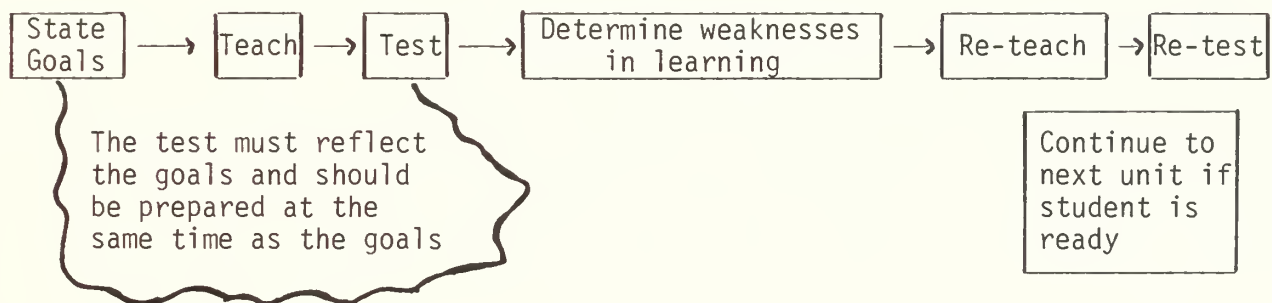 State
Goals
Teach
Test
Determine weaknesses
in learning
Re-teach
Re-test
The test must reflect
the goals and should
be prepared at the
same time as the goals
Continue to
next unit if
student is
ready